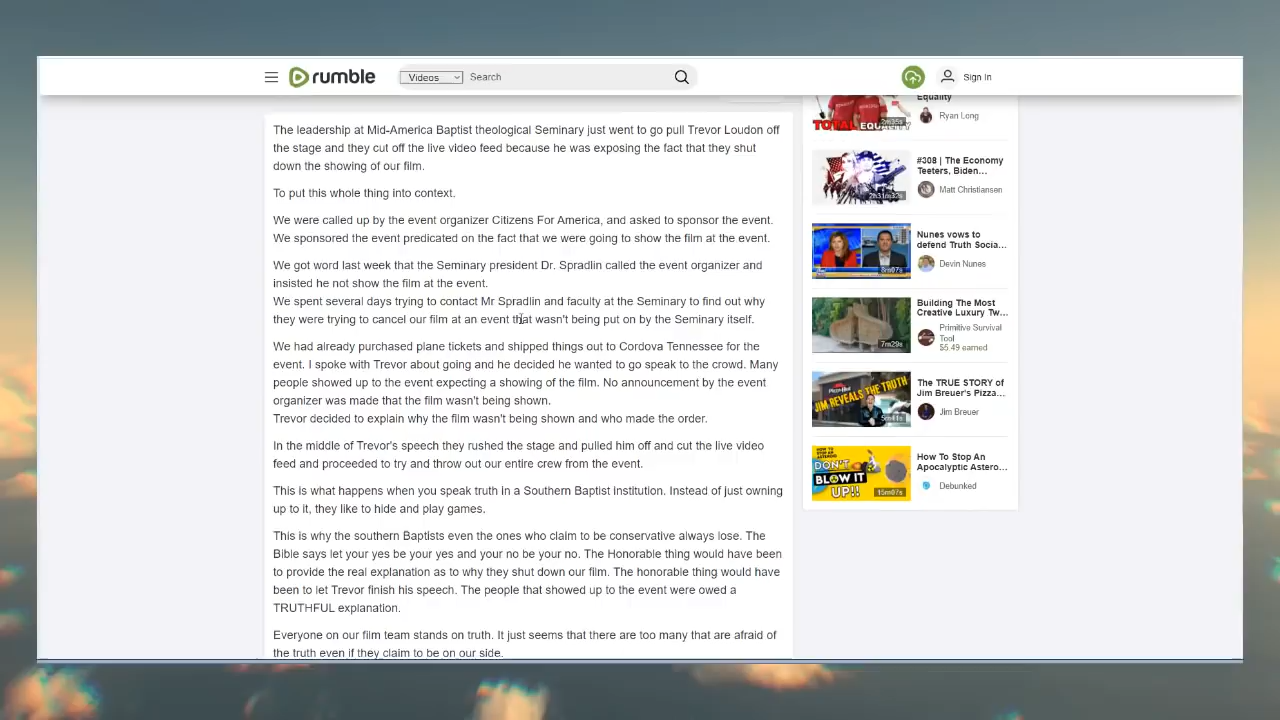 rumble
Videos
Search
Sign In
The leadership at Mid-America Baptist theological Seminary just went to go pull Trevor Loudon off
the stage and they cut off the live video feed because he was exposing the fact that they shut
down the showing of our film.
To put this whole thing into context.
We were called up by the event organizer Citizens For America, and asked to sponsor the event.
We sponsored the event predicated on the fact that we were going to show the film at the event.
We got word last week that the Seminary president Dr. Spradlin called the event organizer and
insisted he not show the film at the event.
We spent several days trying to contact Mr Spradlin and faculty at the Seminary to find out why
they were trying to cancel our film at an event that wasn't being put on by the Seminary itself.
We had already purchased plane tickets and shipped things out to Cordova Tennessee for the
event. I spoke with Trevor about going and he decided he wanted to go speak to the crowd. Many
people showed up to the event expecting a showing of the film. No announcement by the event
organizer was made that the film wasn't being shown.
Trevor decided to explain why the film wasn't being shown and who made the order.
In the middle of Trevor's speech they rushed the stage and pulled him off and cut the live video
feed and proceeded to try and throw out our entire crew from the event.
This is what happens when you speak truth in a Southern Baptist institution. Instead of just owning
up to it, they like to hide and play games.
This is why the southern Baptists even the ones who claim to be conservative always lose. The
Bible says let your yes be your yes and your no be your no. The Honorable thing would have been
to provide the real explanation as to why they shut down our film. The honorable thing would have
been to let Trevor finish his speech. The people that showed up to the event were owed a
TRUTHFUL explanation.
Everyone on our film team stands on truth. It just seems that there are too many that are afraid of
the truth even if they claim to be on our side.
TOTAL EQUALITY
Equality
Ryan Long
#308 | The Economy
Teeters, Biden...
Matt Christiansen
2h31m33s
Nunes vows to
defend Truth Socia...
Devin Nunes
8m07s
Building The Most
Creative Luxury Tw...
Primitive Survival
Tool
$5.49 earned
7m29s
JIM REVEALS THE TRUTH
The TRUE STORY of
Jim Breuer's Pizza...
Jim Breuer
HOW TO
STOP AN
DON'T
BLOW IT
UP!!
15m07s
How To Stop An
Apocalyptic Astero...
Debunked